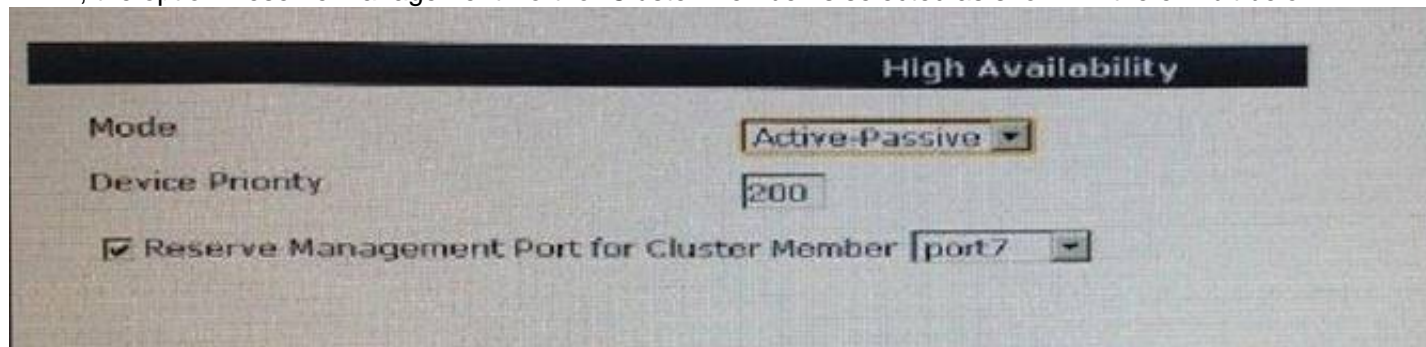 High Availability
Mode
Active-Passive
Device Priority
200
Reserve Management Port for Cluster Member port7